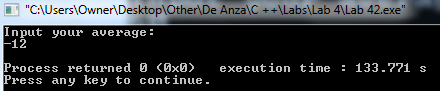 "C:\Users\Owner\Desktop\Other\De Anza\C ++\Labs\Lab 4\Lab 42.exe"
Input your average:
-12
Process returned 0 (0x0)   execution time : 133.771 s
Press any key to continue.